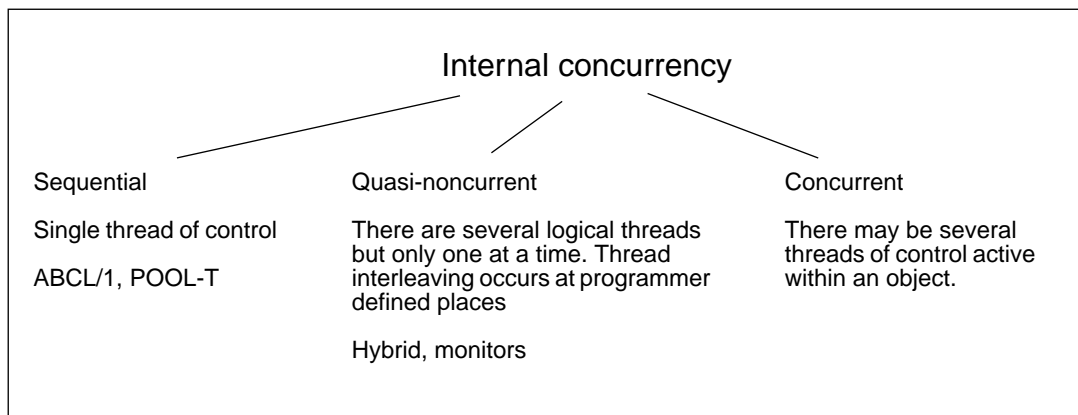 Internal concurrency
Sequential
Single thread of control
ABCL/1, POOL-T
Quasi-noncurrent
There are several logical threads
but only one at a time. Thread
interleaving occurs at programmer
defined places
Hybrid, monitors
Concurrent
There may be several
threads of control active
within an object.